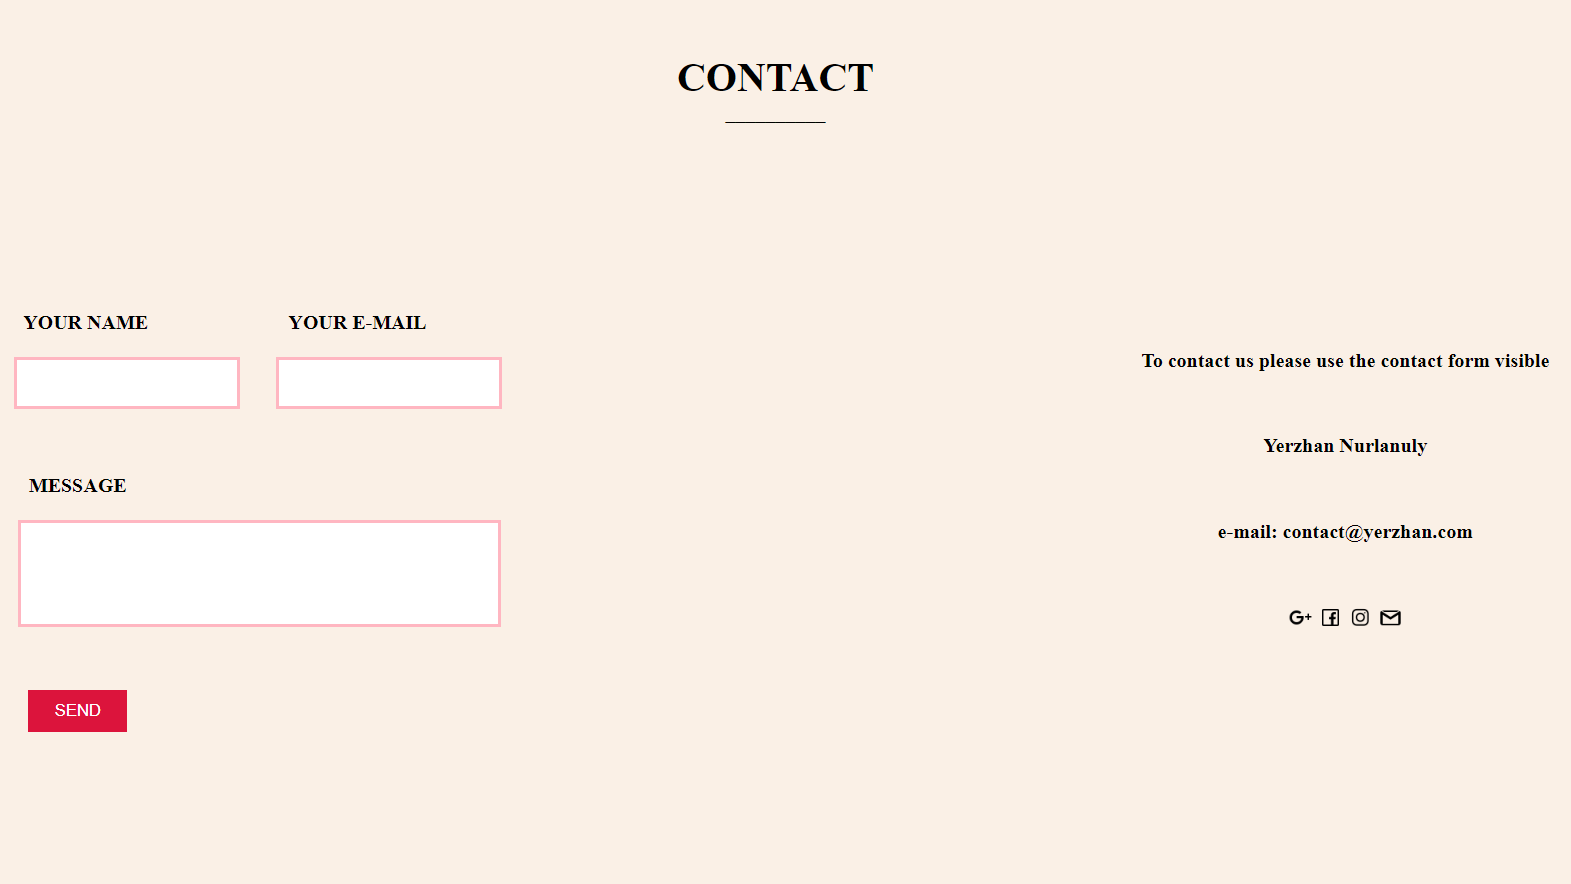 CONTACT
YOUR NAME
YOUR E-MAIL
MESSAGE
SEND
To contact us please use the contact form visible
Yerzhan Nurlanuly
e-mail: contact@yerzhan.com
G+